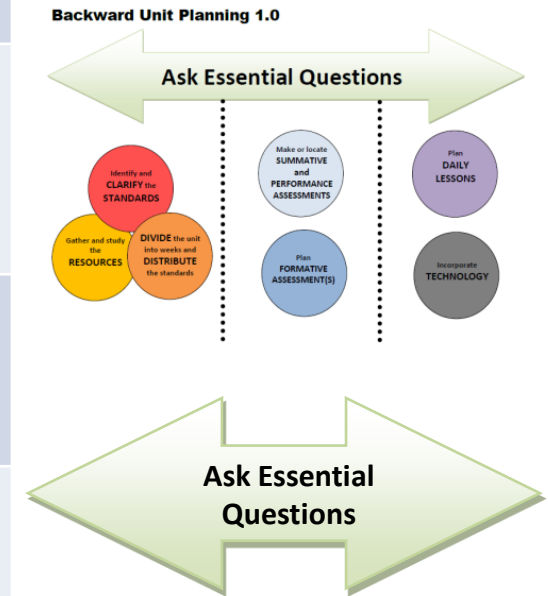 Backward Unit Planning 1.0
Ask Essential Questions
Identify and
CLARIFY the
STANDARDS
Gather and study
the
RESOURCES
DIVIDE the unit
into weeks and
DISTRIBUTE
the standards
Make or locate
SUMMATIVE
and
PERFORMANCE
ASSESSMENTS
Plan
FORMATIVE
ASSESSMENT(S)
Plan
DAILY
LESSONS
Incorporate
TECHNOLOGY
Ask Essential
Questions